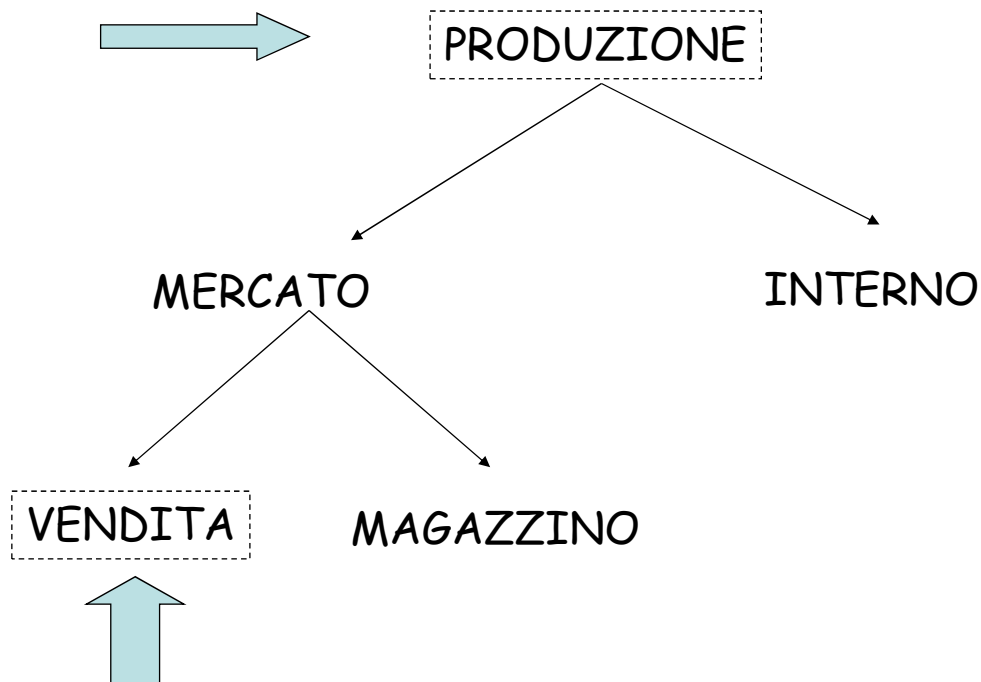 PRODUZIONE
MERCATO
INTERNO
VENDITA
MAGAZZINO